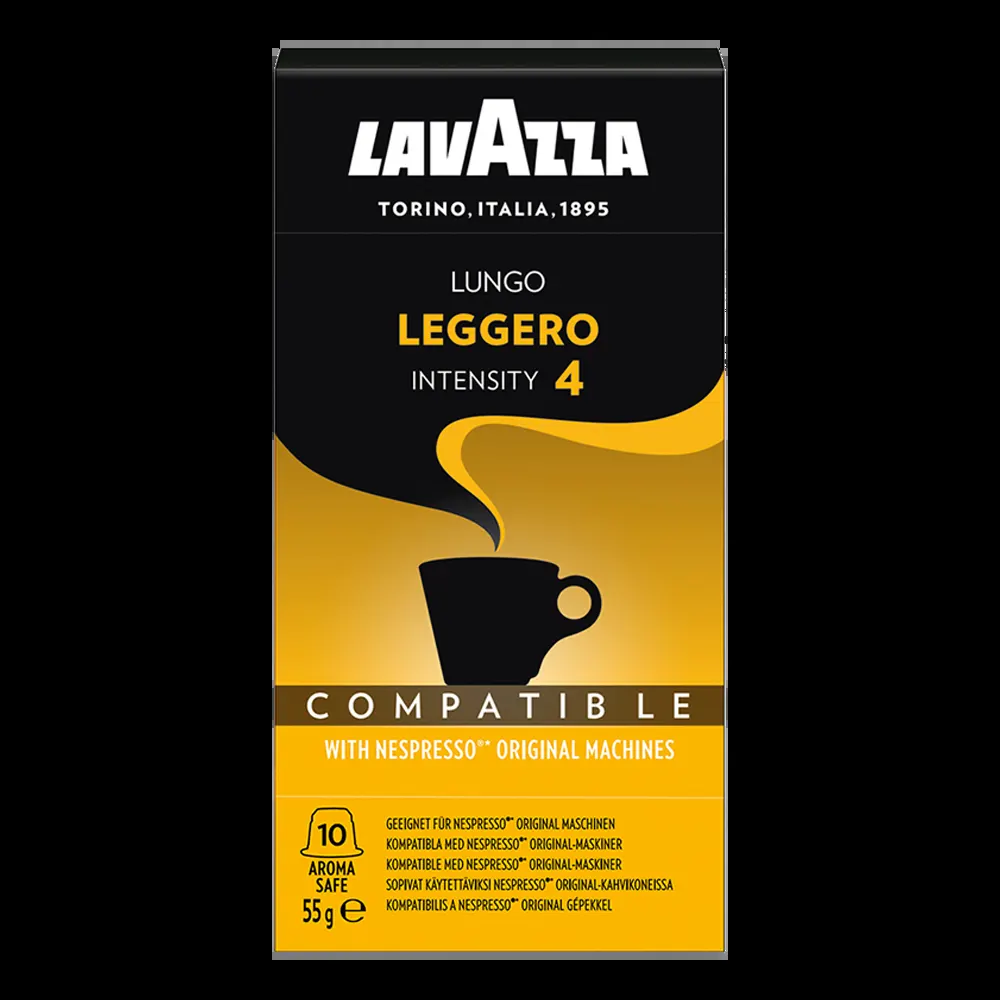 LAVAZZA
TORINO, ITALIA, 1895
LUNGO
LEGGERO
INTENSITY 4
COMPATIBLE
WITH NESPRESSO®* ORIGINAL MACHINES
10
AROMA
SAFE
55 g ℮
GEEIGNET FÜR NESPRESSO®* ORIGINAL MASCHINEN
KOMPATIBLA MED NESPRESSO®* ORIGINAL-MASKINER
KOMPATIBLE MED NESPRESSO®* ORIGINAL-MASKINER
SOPIVAT KÄYTETTÄVIKSI NESPRESSO®* ORIGINAL-KAHVIKONEISSA
KOMPATIBILIS A NESPRESSO®* ORIGINAL GÉPEKKEL